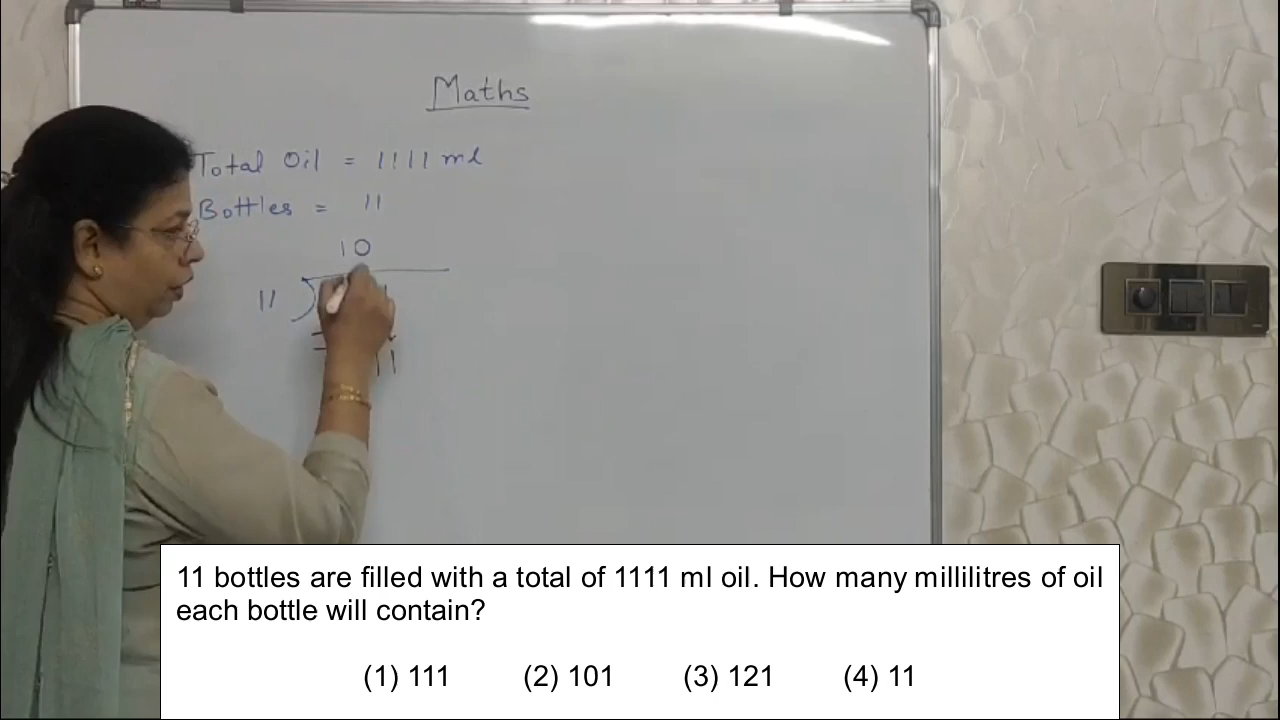 Maths
Total Oil = 1111 ml
Bottles = 11
10
11
11
11 bottles are filled with a total of 1111 ml oil. How many millilitres of oil
each bottle will contain?
(1) 111 (2) 101 (3) 121 (4) 11